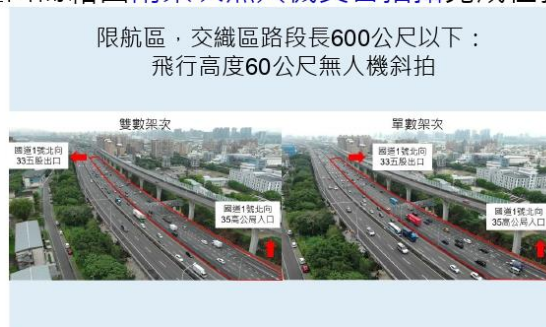 限航區，交織區路段長600公尺以下：
飛行高度60公尺無人機斜拍
雙數架次
國道1號北向
33五股出口
國道1號北向
35高公局入口
單數架次
國道1號北向
33五股出口
國道1號北向
35高公局入口